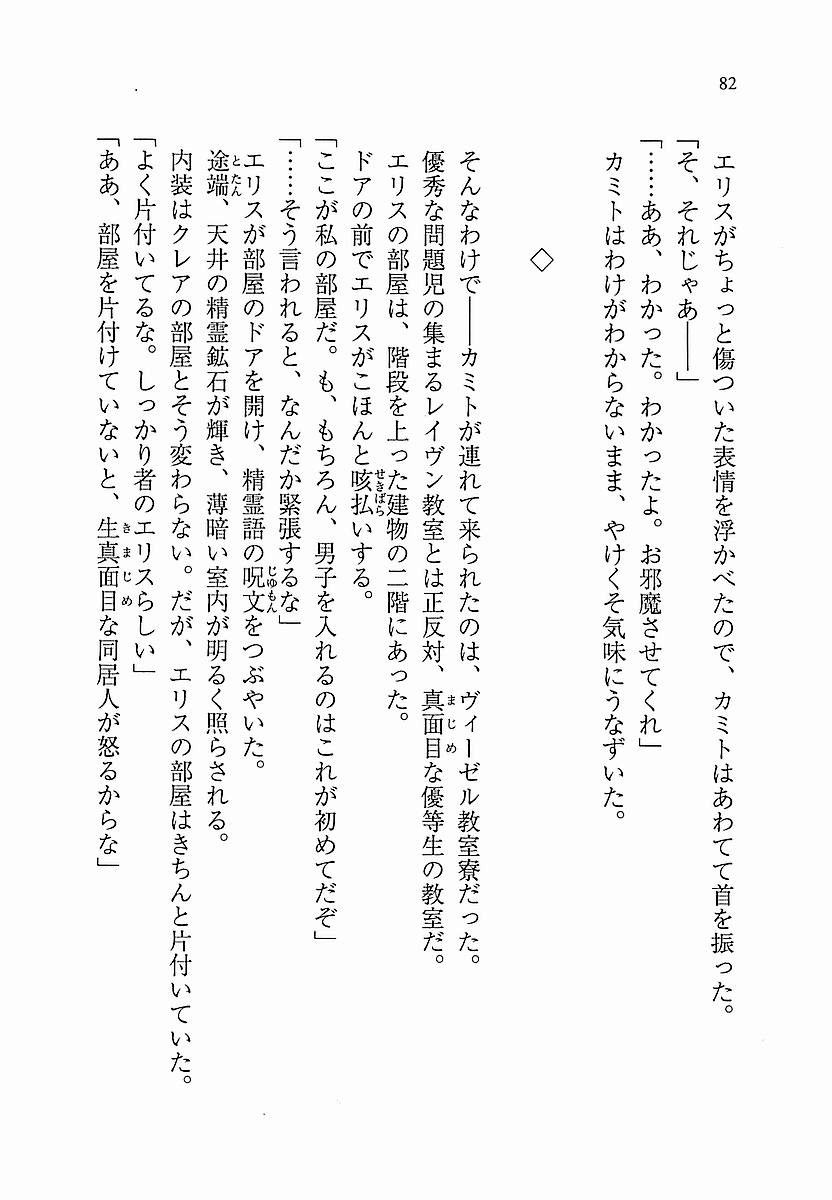 82
エリスがちょっと傷ついた表情を浮かべたので、カミトはあわてて首を振った。
「そ、それじゃあ――」
「……ああ、わかった。わかったよ。お邪魔させてくれ」
カミトはわけがわからないまま、やけくそ気味にうなずいた。
◇
そんなわけで――カミトが連れて来られたのは、ヴィーゼル教室寮だった。
優秀な問題児の集まるレイヴン教室とは正反対、真面目な優等生の教室だ。
エリスの部屋は、階段を上った建物の二階にあった。
ドアの前でエリスがこほんと咳払いする。
「ここが私の部屋だ。も、もちろん、男子を入れるのはこれが初めてだぞ」
「……そう言われると、なんだか緊張するな」
エリスが部屋のドアを開け、精霊語の呪文をつぶやいた。
途端、天井の精霊鉱石が輝き、薄暗い室内が明るく照らされる。
内装はクレアの部屋とそう変わらない。だが、エリスの部屋はきちんと片付いていた。
「よく片付いてるな。しっかり者のエリスらしい」
「ああ、部屋を片付けていないと、生真面目な同居人が怒るからな」